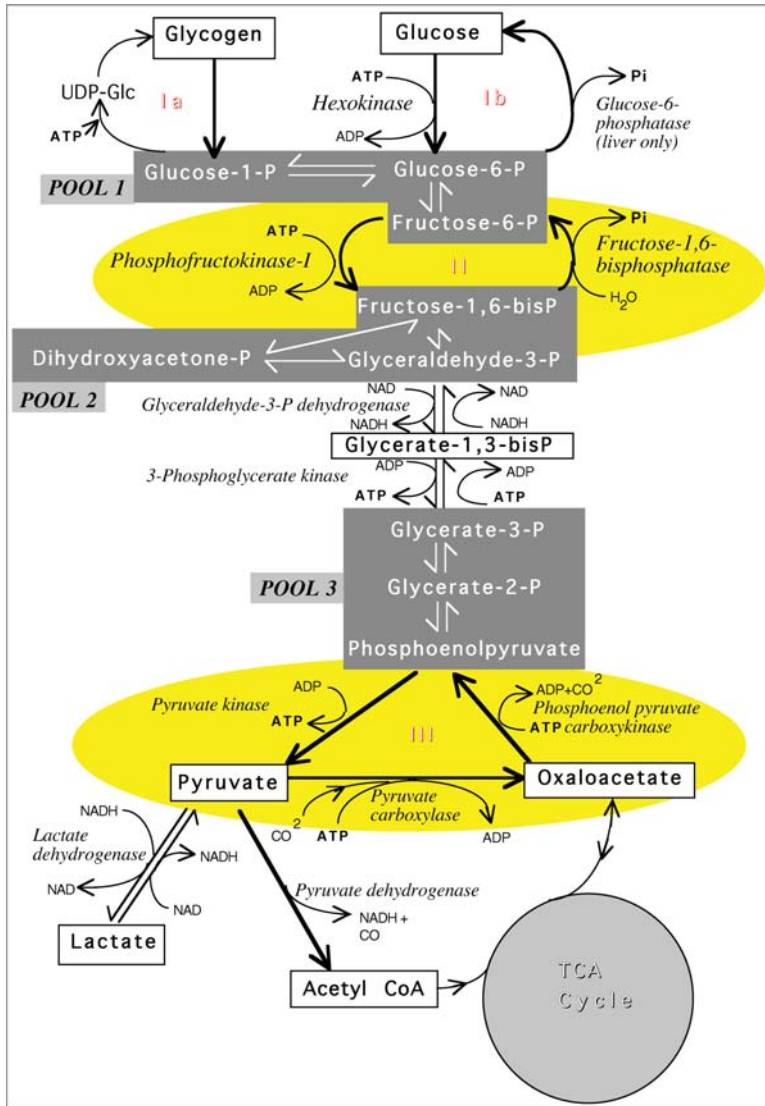 Glycogen
Glucose
UDP-Glc
ATP
Ia
ATP
Hexokinase
ADP
Ib
Pi
Glucose-6-
phosphatase
(liver only)
POOL 1
Glucose-1-P
Glucose-6-P
Fructose-6-P
ATP
Phosphofructokinase-I
ADP
II
Pi
Fructose-1,6-
bisphosphatase
H2O
Fructose-1,6-bisP
Dihydroxyacetone-P
Glyceraldehyde-3-P
POOL 2
Glyceraldehyde-3-P dehydrogenase
NAD
NADH
NAD
NADH
Glycerate-1,3-bisP
3-Phosphoglycerate kinase
ADP
ATP
ADP
ATP
POOL 3
Glycerate-3-P
Glycerate-2-P
Phosphoenolpyruvate
Pyruvate kinase
ADP
ATP
III
ADP+CO2
Phosphoenol pyruvate
ATP carboxykinase
Pyruvate
Oxaloacetate
CO2
ATP
Pyruvate
carboxylase
ADP
NADH
Lactate
dehydrogenase
NADH
NAD
NAD
Lactate
Pyruvate dehydrogenase
NADH +
CO
Acetyl CoA
TCA
Cycle